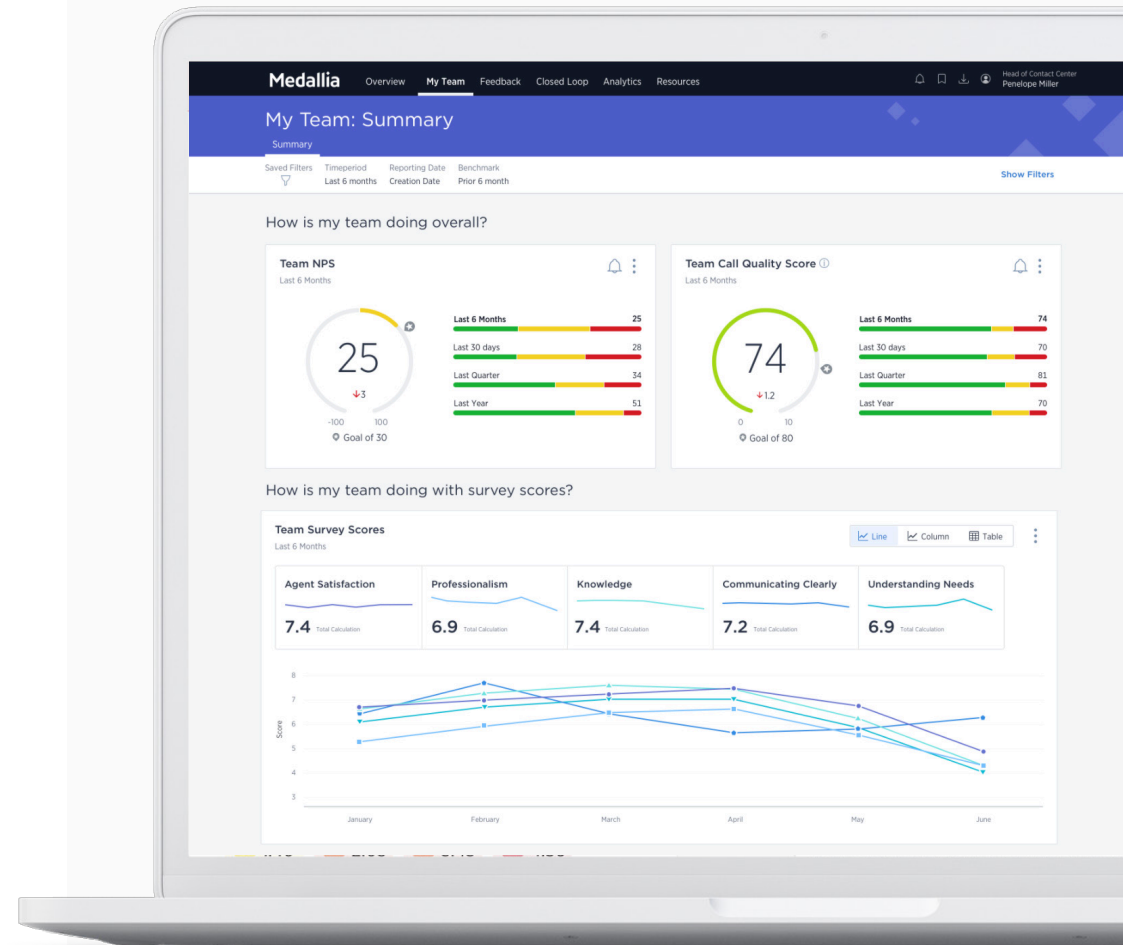 Medallia Overview My Team Feedback Closed Loop Analytics Resources
Head of Contact Center
Penelope Miller
My Team: Summary
Summary
Saved Filters Timeperiod Reporting Date Benchmark
Last 6 months Creation Date Prior 6 month
Show Filters
How is my team doing overall?
Team NPS
Last 6 Months
25
3
-100 100
Goal of 30
Last 6 Months 25
Last 30 days 28
Last Quarter 34
Last Year 51
Team Call Quality Score
Last 6 Months
74
1.2
0 10
Goal of 80
Last 6 Months 74
Last 30 days 70
Last Quarter 81
Last Year 70
How is my team doing with survey scores?
Team Survey Scores
Last 6 Months
Line Column Table
Agent Satisfaction
7.4 Total Calculation
Professionalism
6.9 Total Calculation
Knowledge
7.4 Total Calculation
Communicating Clearly
7.2 Total Calculation
Understanding Needs
6.9 Total Calculation
Score
8
7
6
5
4
3
January February March April May June